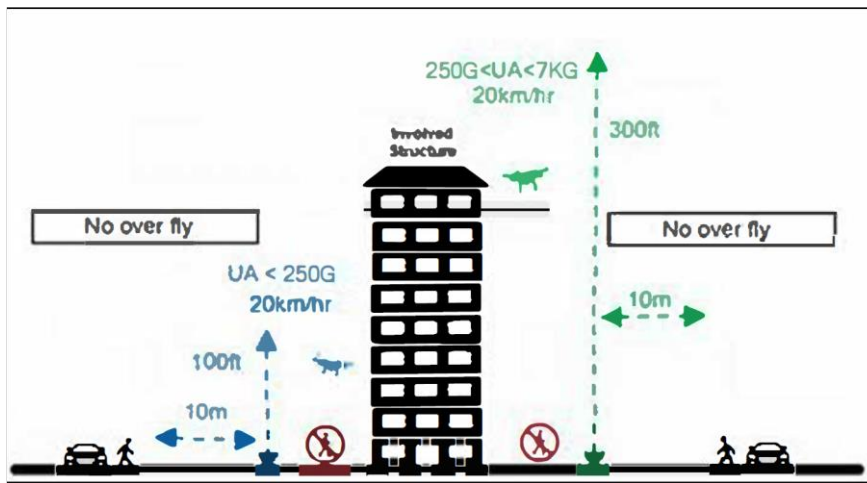 250G<UA<7KG
20km/hr
300ft
Involved
Structure
No over fly
No over fly
UA < 250G
20km/hr
10m
100ft
10m